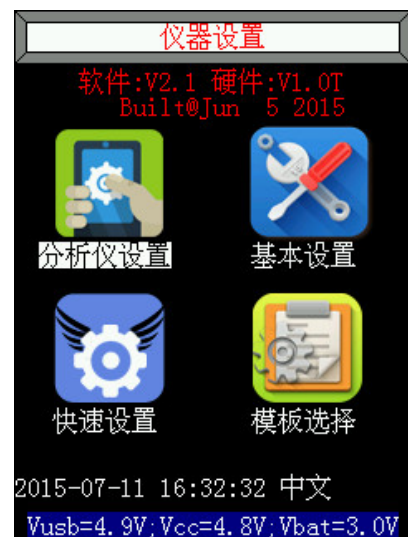 仪器设置
软件:V2.1 硬件:V1.0T
Built@Jun  5 2015
分析仪设置 基本设置
快速设置 模板选择
2015-07-11 16:32:32 中文
Vusb=4.9V;Vcc=4.8V;Vbat=3.0V